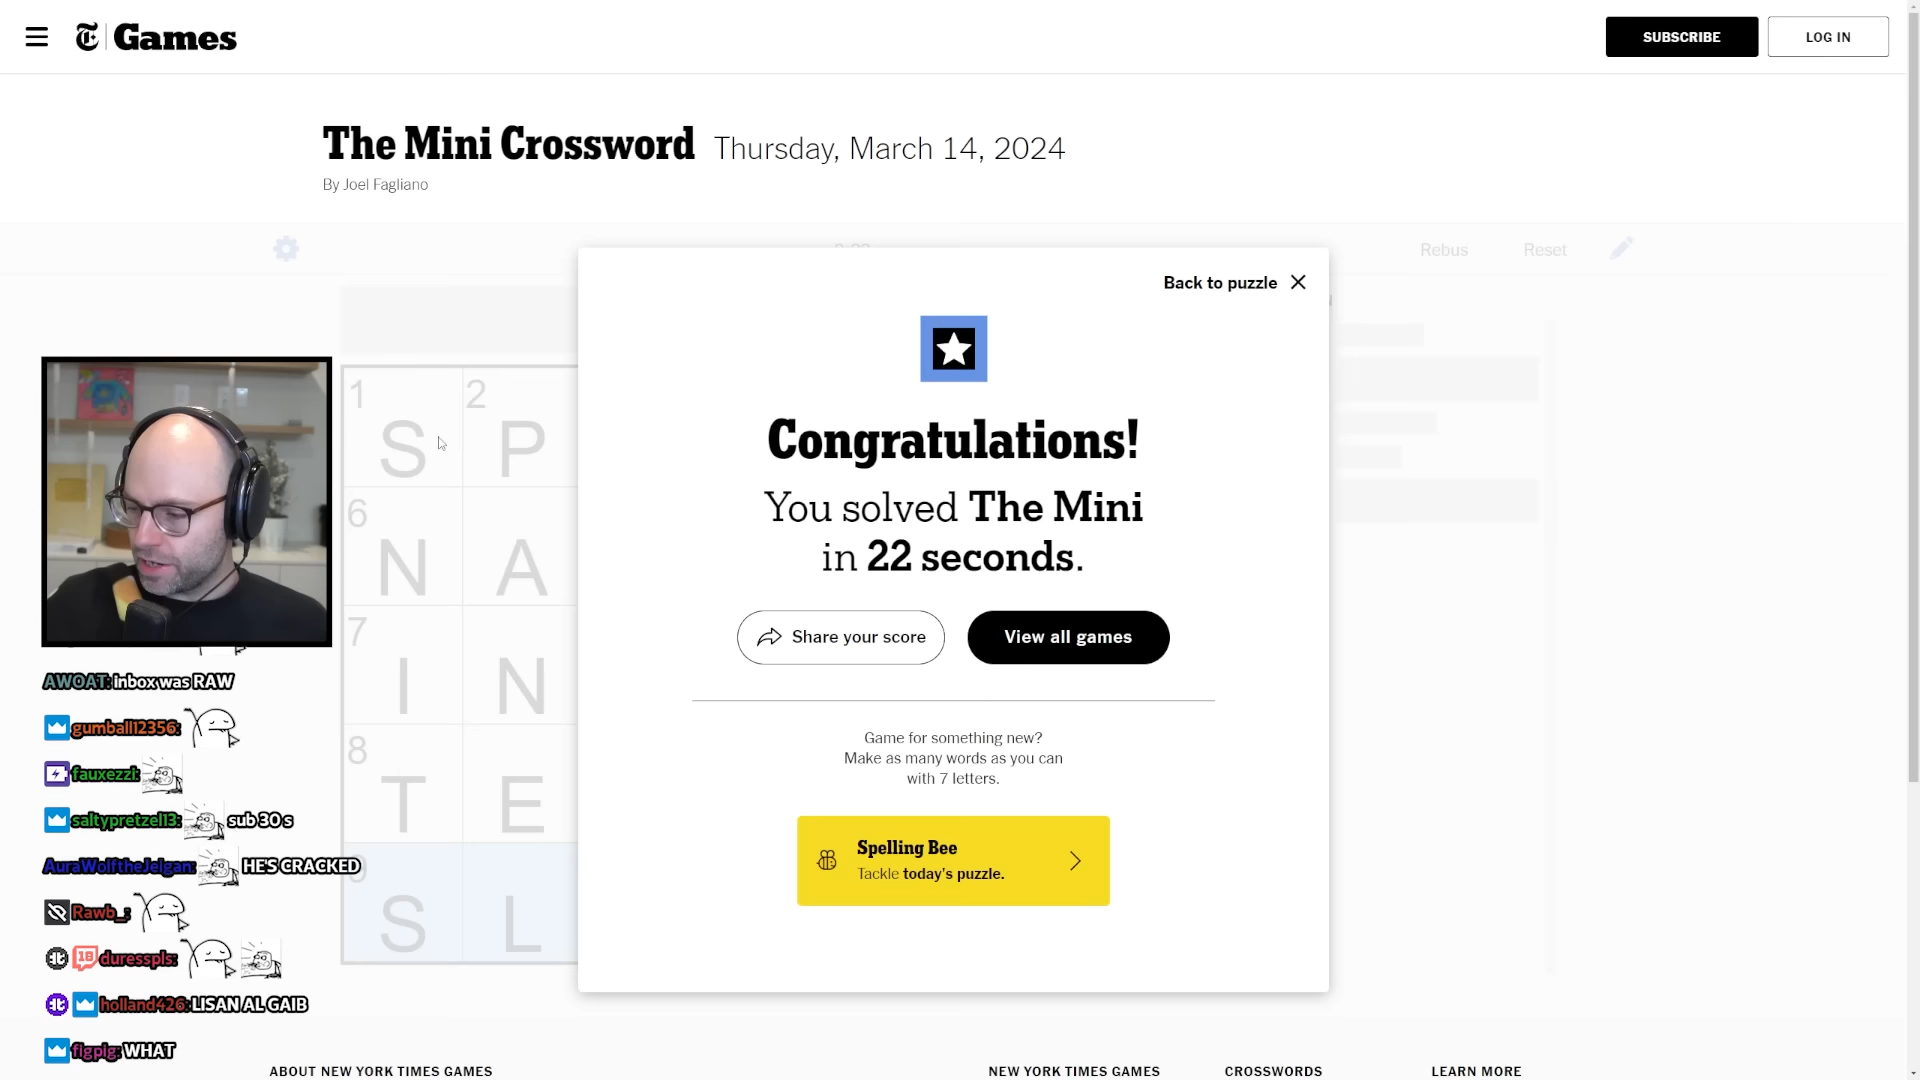 Games
SUBSCRIBE
LOG IN
The Mini Crossword Thursday, March 14, 2024
By Joel Fagliano
Rebus
Reset
Back to puzzle
Congratulations!
You solved The Mini
in 22 seconds.
Share your score
View all games
Game for something new?
Make as many words as you can
with 7 letters.
Spelling Bee
Tackle today's puzzle.
1 2
S P
6
N A
7
I N
8
T E
S L
AWOAT: inbox was RAW
gumball12356:
fauxezzi:
saltypretzel13: sub 30 s
AuraWolftheJelgan: HE'S CRACKED
Rawb_:
18 duresspls:
holland426: LISAN AL GAIB
figpig: WHAT
ABOUT NEW YORK TIMES GAMES
NEW YORK TIMES GAMES
CROSSWORDS
LEARN MORE